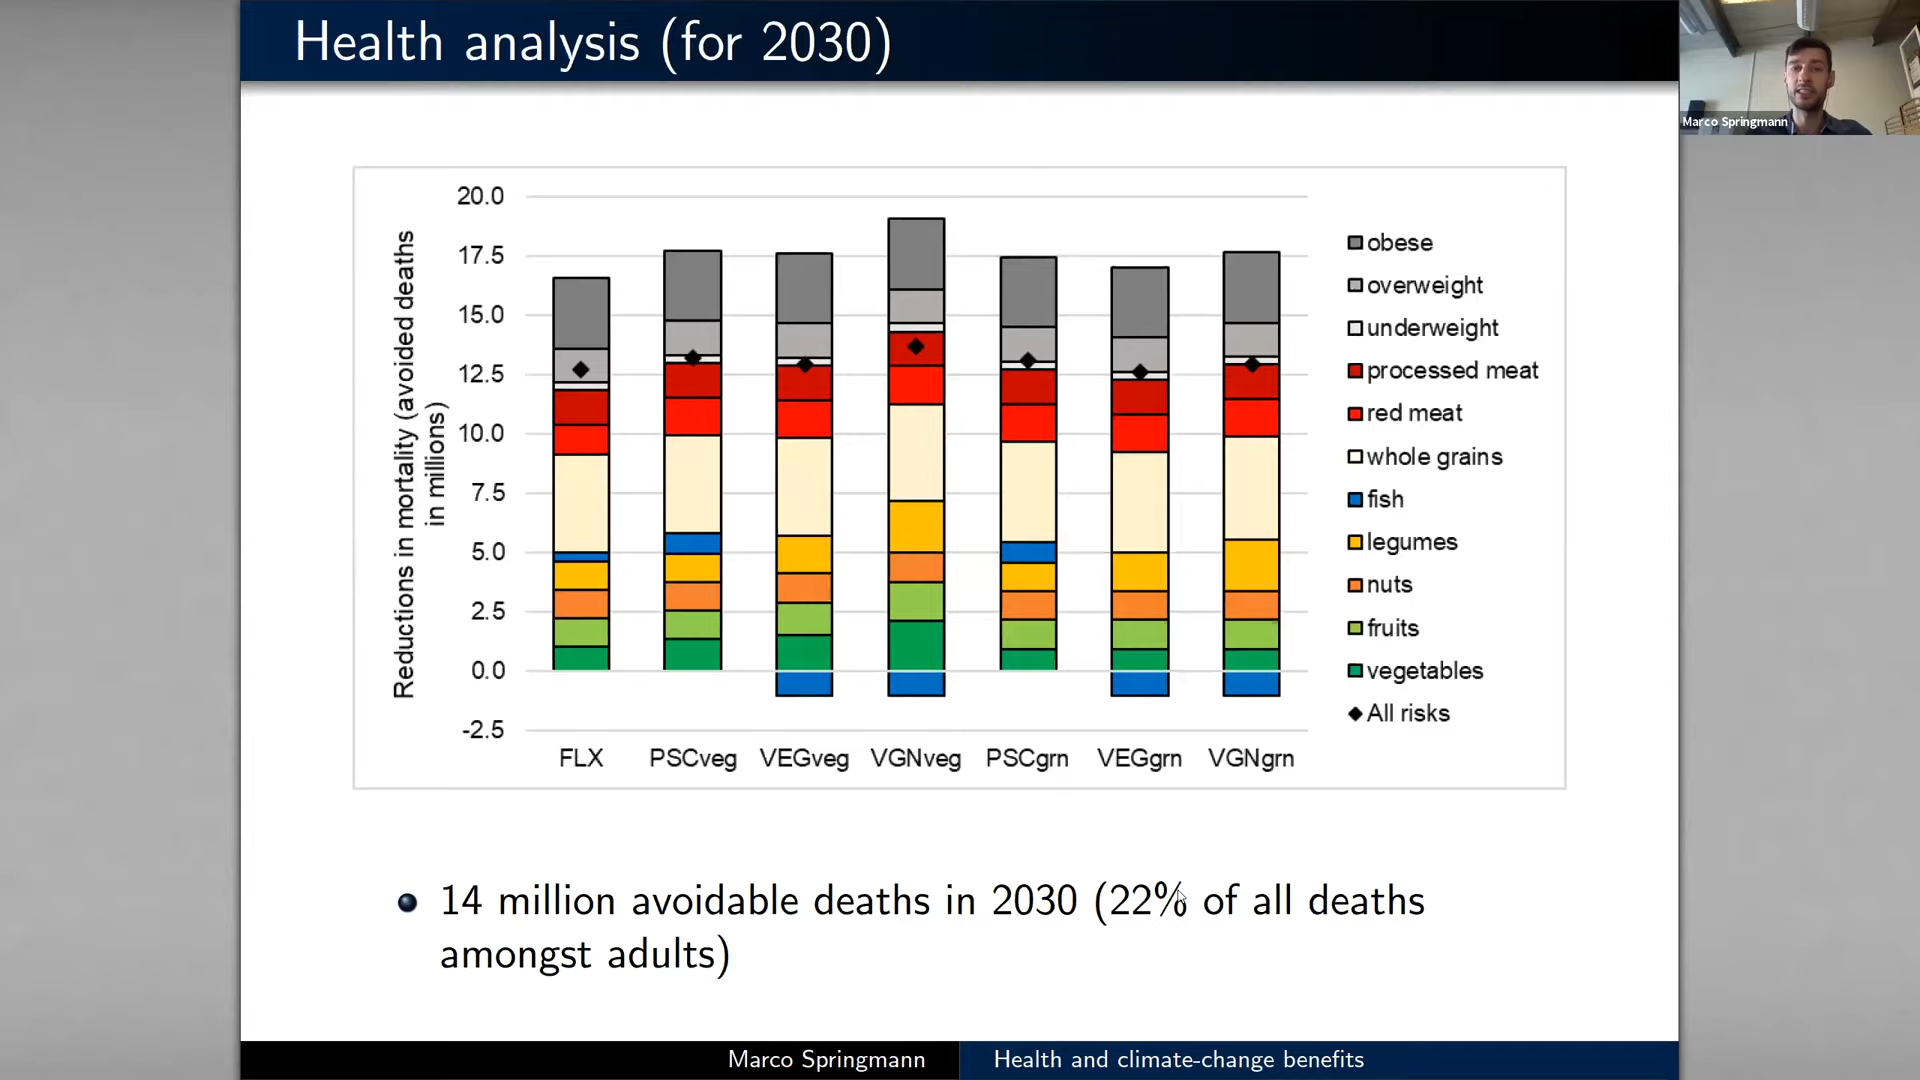 Health analysis (for 2030)
Marco Springmann
Reductions in mortality (avoided deaths
in millions)
20.0
17.5
15.0
12.5
10.0
7.5
5.0
2.5
0.0
-2.5
FLX PSCveg VEGveg VGNveg PSCgrn VEGgrn VGNgrn
obese
overweight
underweight
processed meat
red meat
whole grains
fish
legumes
nuts
fruits
vegetables
All risks
14 million avoidable deaths in 2030 (22% of all deaths
amongst adults)
Marco Springmann Health and climate-change benefits